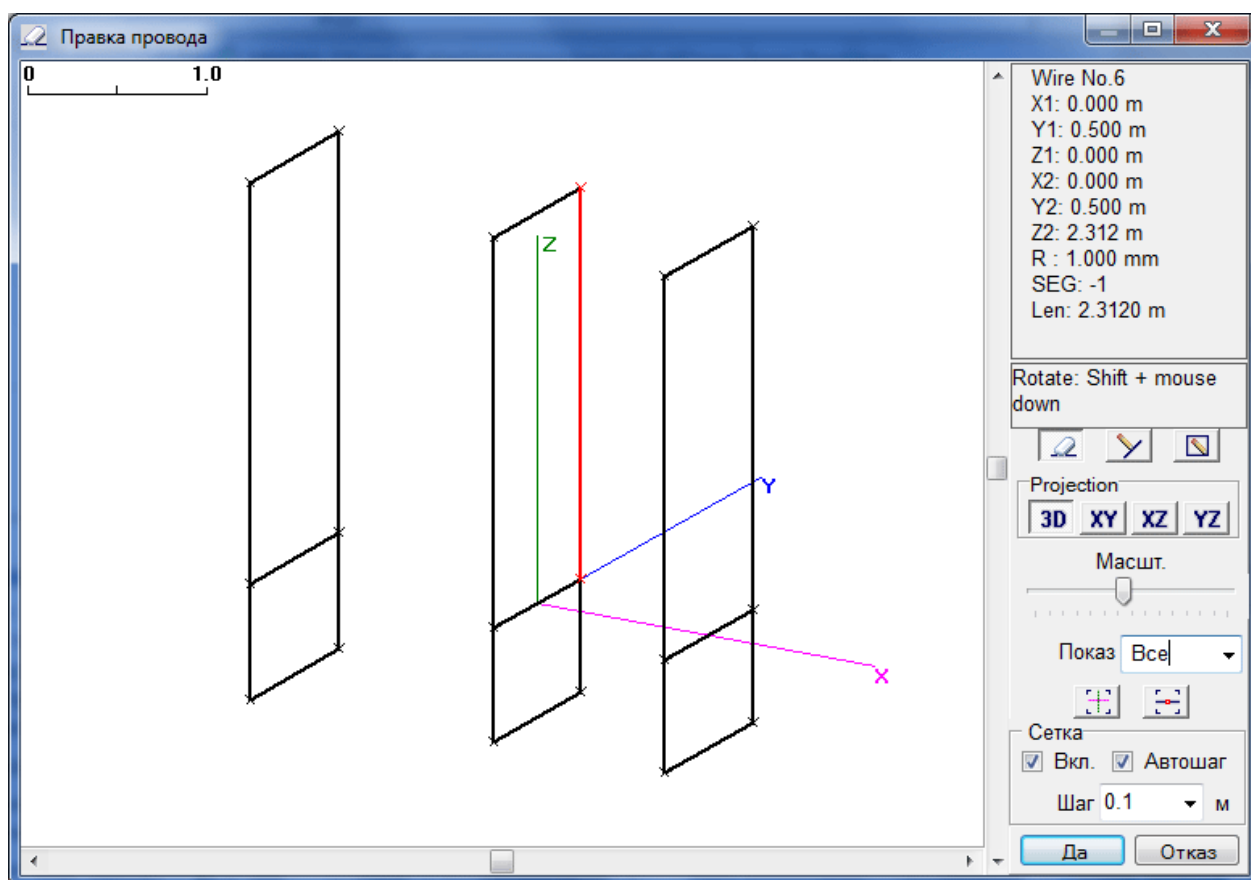 Правка провода
0 1.0
Z
Y
X
Wire No.6
X1: 0.000 m
Y1: 0.500 m
Z1: 0.000 m
X2: 0.000 m
Y2: 0.500 m
Z2: 2.312 m
R : 1.000 mm
SEG: -1
Len: 2.3120 m
Rotate: Shift + mouse
down
Projection
3D XY XZ YZ
Масшт.
Показ Все
Сетка
Вкл. Автошаг
Шаг 0.1 м
Да Отказ